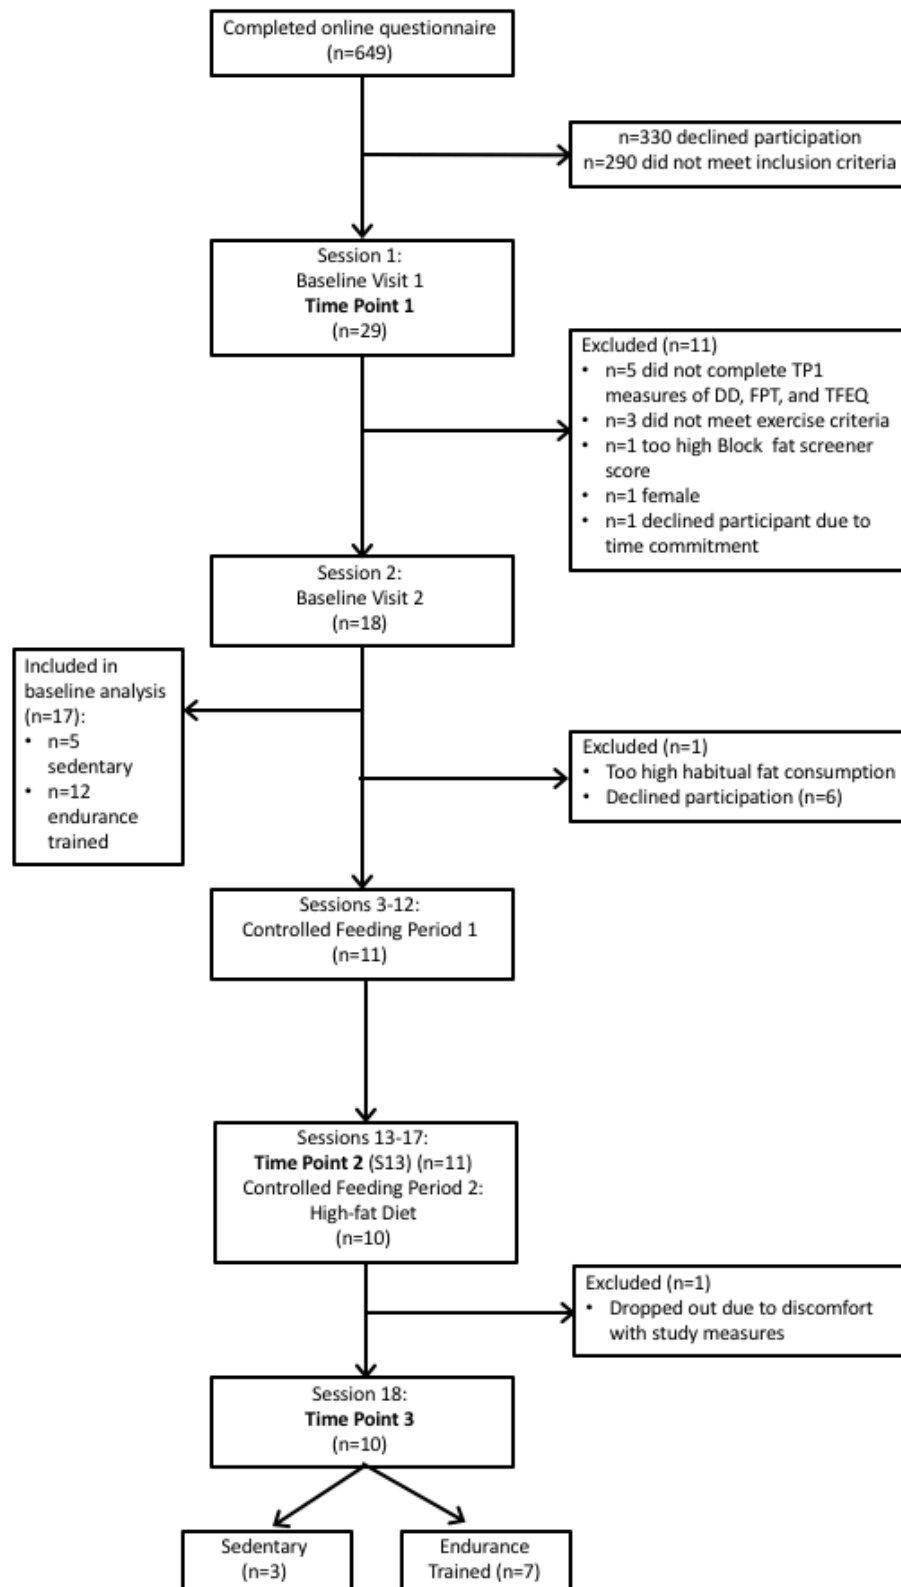 Completed online questionnaire
(n=649)
n=330 declined participation
n=290 did not meet inclusion criteria
Session 1:
Baseline Visit 1
Time Point 1
(n=29)
Excluded (n=11)
• n=5 did not complete TP1
measures of DD, FPT, and TFEQ
• n=3 did not meet exercise criteria
• n=1 too high Block fat screener
score
• n=1 female
• n=1 declined participant due to
time commitment
Session 2:
Baseline Visit 2
(n=18)
Included in
baseline analysis
(n=17):
• n=5
sedentary
• n=12
endurance
trained
Excluded (n=1)
• Too high habitual fat consumption
• Declined participation (n=6)
Sessions 3-12:
Controlled Feeding Period 1
(n=11)
Sessions 13-17:
Time Point 2 (S13) (n=11)
Controlled Feeding Period 2:
High-fat Diet
(n=10)
Excluded (n=1)
• Dropped out due to discomfort
with study measures
Session 18:
Time Point 3
(n=10)
Sedentary
(n=3)
Endurance
Trained (n=7)